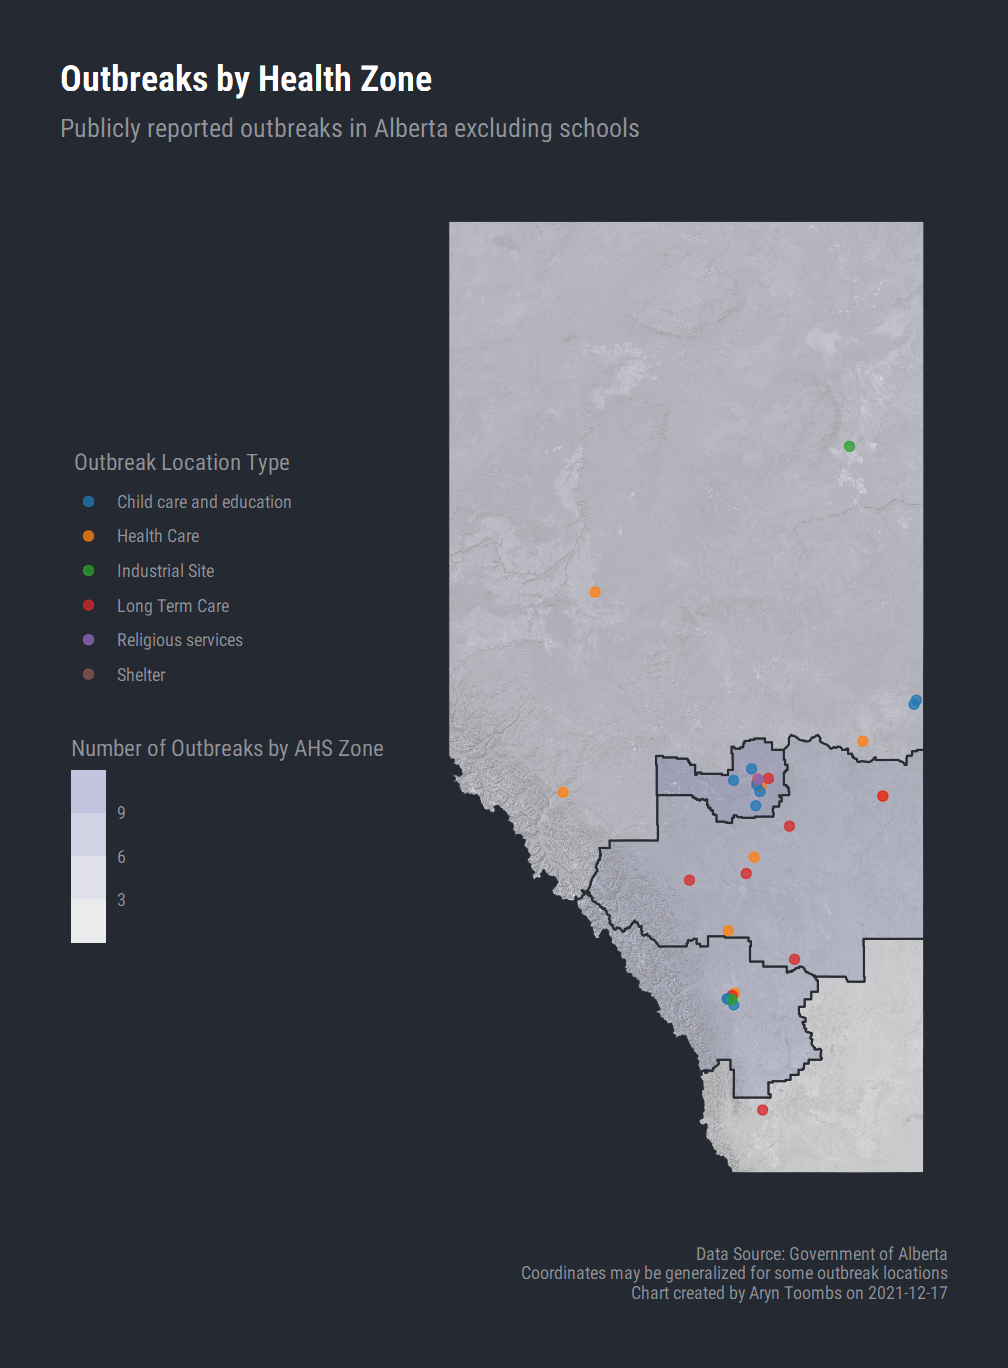 Outbreaks by Health Zone
Publicly reported outbreaks in Alberta excluding schools
Outbreak Location Type
Child care and education
Health Care
Industrial Site
Long Term Care
Religious services
Shelter
Number of Outbreaks by AHS Zone
9
6
3
Data Source: Government of Alberta
Coordinates may be generalized for some outbreak locations
Chart created by Aryn Toombs on 2021-12-17